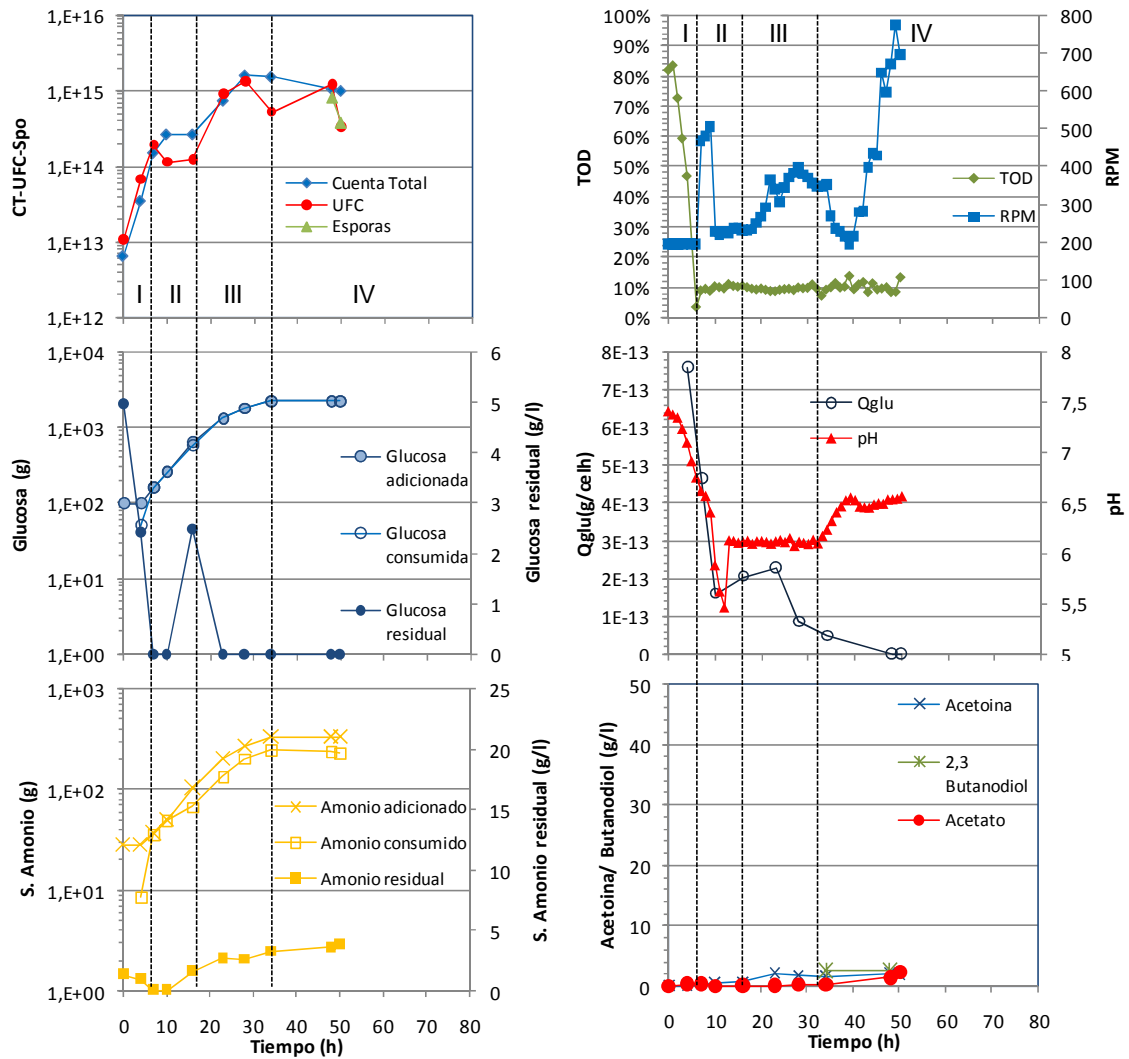 1,E+16
1,E+15
1,E+14
1,E+13
1,E+12
CT-UFC-Spo
Cuenta Total
UFC
Esporas
I II III IV
100%
90%
80%
70%
60%
50%
40%
30%
20%
10%
0%
TOD
I II III IV
TOD
RPM
800
700
600
500
400
300
200
100
0
RPM
1,E+04
1,E+03
1,E+02
1,E+01
1,E+00
Glucosa (g)
Glucosa
adicionada
Glucosa
consumida
Glucosa
residual
6
5
4
3
2
1
0
Glucosa residual (g/l)
8E-13
7E-13
6E-13
5E-13
4E-13
3E-13
2E-13
1E-13
0
Qglu(g/celh)
Qglu
pH
8
7,5
7
6,5
6
5,5
5
pH
1,E+03
1,E+02
1,E+01
1,E+00
S. Amonio (g)
Amonio adicionado
Amonio consumido
Amonio residual
25
20
15
10
5
0
S. Amonio residual (g/l)
0 10 20 30 40 50 60 70 80
Tiempo (h)
50
40
30
20
10
0
Acetoina/ Butanodiol (g/l)
Acetoina
2,3
Butanodiol
Acetato
0 10 20 30 40 50 60 70 80
Tiempo (h)